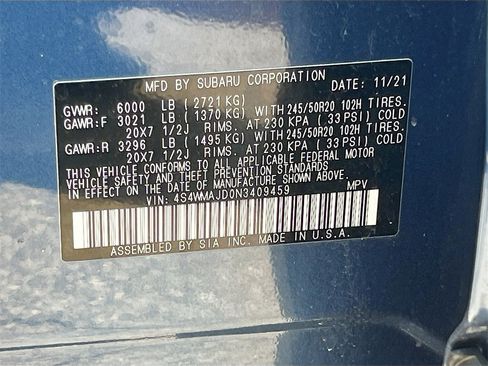 MFD BY SUBARU CORPORATION DATE: 11/21
GVWR: 6000 LB (2721 KG)
GAWR:F 3021 LB (1370 KG) WITH 245/50R20 102H TIRES.
20X7 1/2J RIMS. AT 230 KPA (33 PSI) COLD
GAWR:R 3296 LB (1495 KG) WITH 245/50R20 102H TIRES.
20X7 1/2J RIMS. AT 230 KPA (33 PSI) COLD
THIS VEHICLE CONFORMS TO ALL APPLICABLE FEDERAL MOTOR
VEHICLE SAFETY, BUMPER, AND THEFT PREVENTION STANDARDS
IN EFFECT ON THE DATE OF MANUFACTURE SHOWN ABOVE.
VIN: 4S4WMAJD0N3409459 MPV
ASSEMBLED BY SIA INC. MADE IN U.S.A.